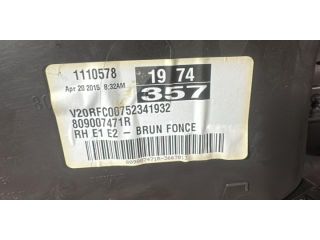 1110578
Apr 20 2015 8:32AM
19 74
357
V20RFC00752341932
809007471R
RH E1 E2 - BRUN FONCE